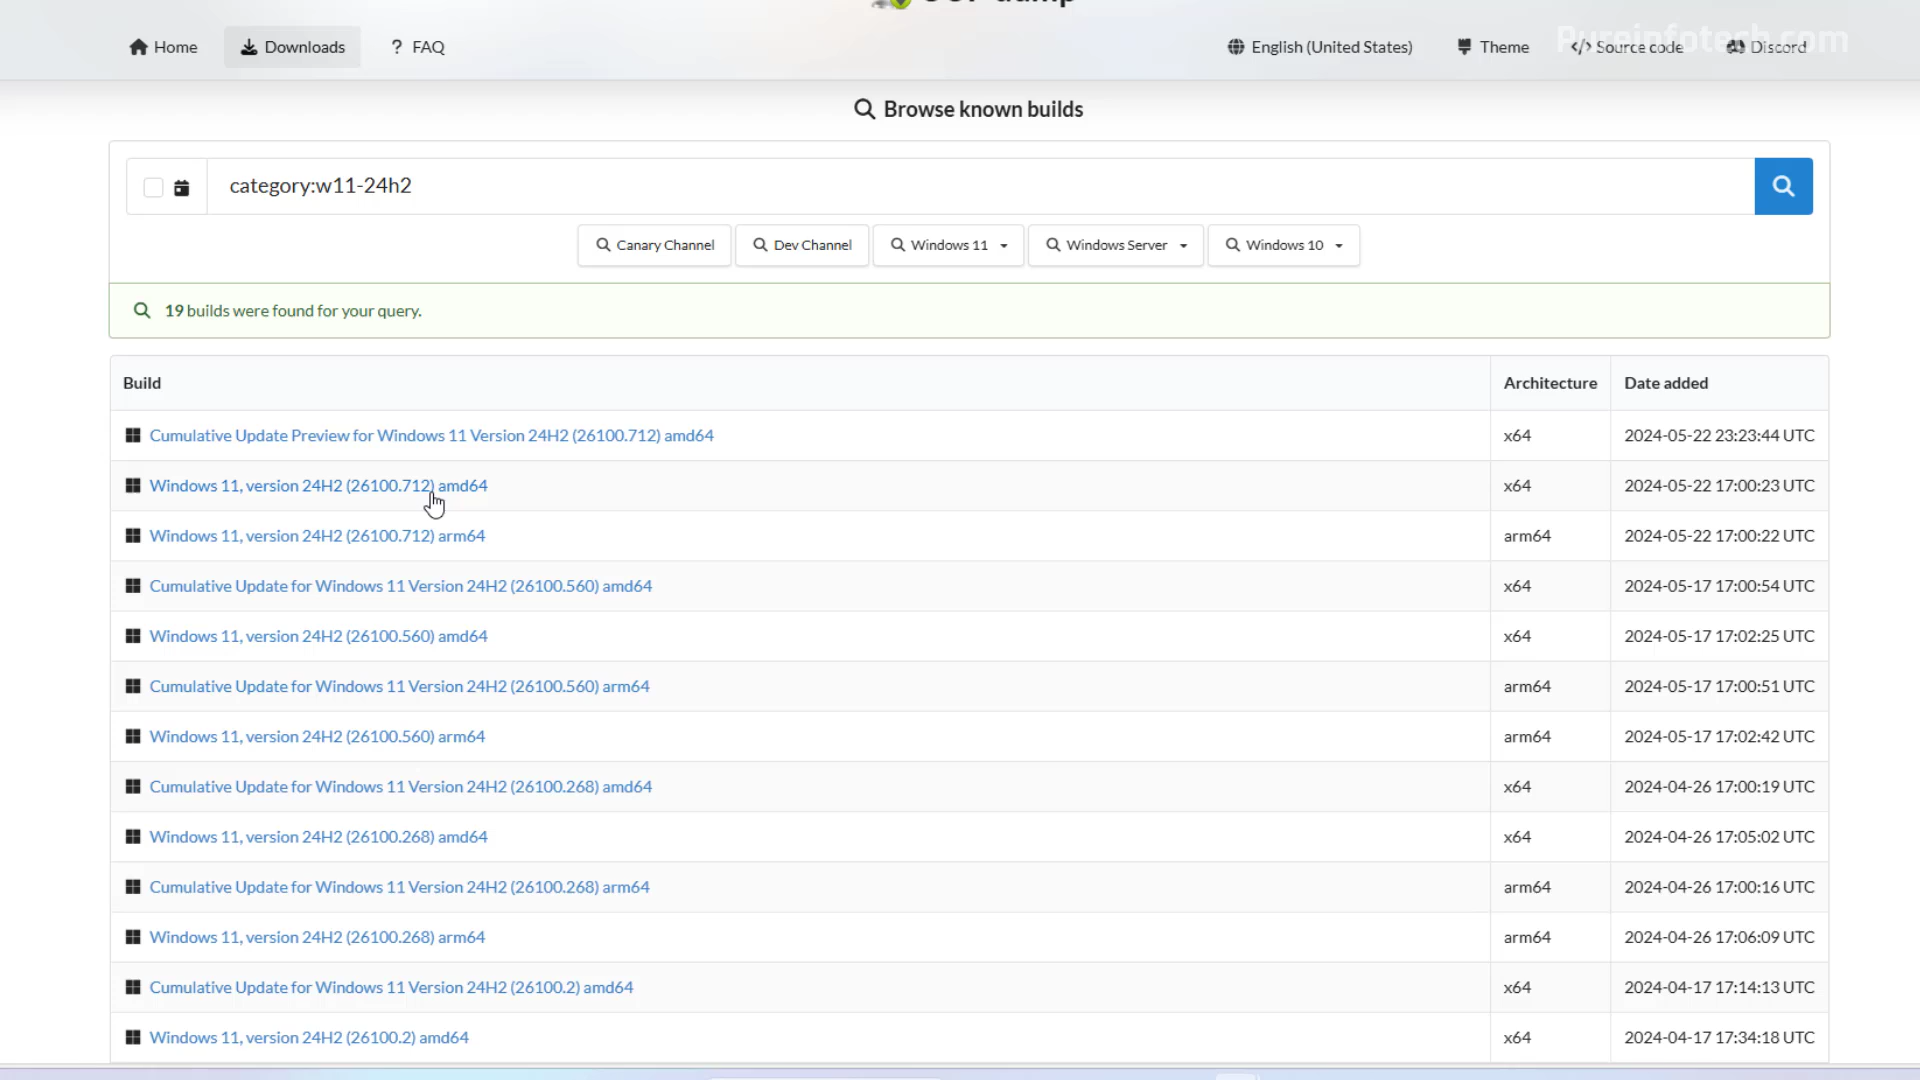 UUP dump
Home
Downloads
? FAQ
English (United States)
Theme
</> Source code
Discord
Pureinfotech.com
Browse known builds
category:w11-24h2
Canary Channel
Dev Channel
Windows 11
Windows Server
Windows 10
19 builds were found for your query.
Build Architecture Date added
Cumulative Update Preview for Windows 11 Version 24H2 (26100.712) amd64 x64 2024-05-22 23:23:44 UTC
Windows 11, version 24H2 (26100.712) amd64 x64 2024-05-22 17:00:23 UTC
Windows 11, version 24H2 (26100.712) arm64 arm64 2024-05-22 17:00:22 UTC
Cumulative Update for Windows 11 Version 24H2 (26100.560) amd64 x64 2024-05-17 17:00:54 UTC
Windows 11, version 24H2 (26100.560) amd64 x64 2024-05-17 17:02:25 UTC
Cumulative Update for Windows 11 Version 24H2 (26100.560) arm64 arm64 2024-05-17 17:00:51 UTC
Windows 11, version 24H2 (26100.560) arm64 arm64 2024-05-17 17:02:42 UTC
Cumulative Update for Windows 11 Version 24H2 (26100.268) amd64 x64 2024-04-26 17:00:19 UTC
Windows 11, version 24H2 (26100.268) amd64 x64 2024-04-26 17:05:02 UTC
Cumulative Update for Windows 11 Version 24H2 (26100.268) arm64 arm64 2024-04-26 17:00:16 UTC
Windows 11, version 24H2 (26100.268) arm64 arm64 2024-04-26 17:06:09 UTC
Cumulative Update for Windows 11 Version 24H2 (26100.2) amd64 x64 2024-04-17 17:14:13 UTC
Windows 11, version 24H2 (26100.2) amd64 x64 2024-04-17 17:34:18 UTC